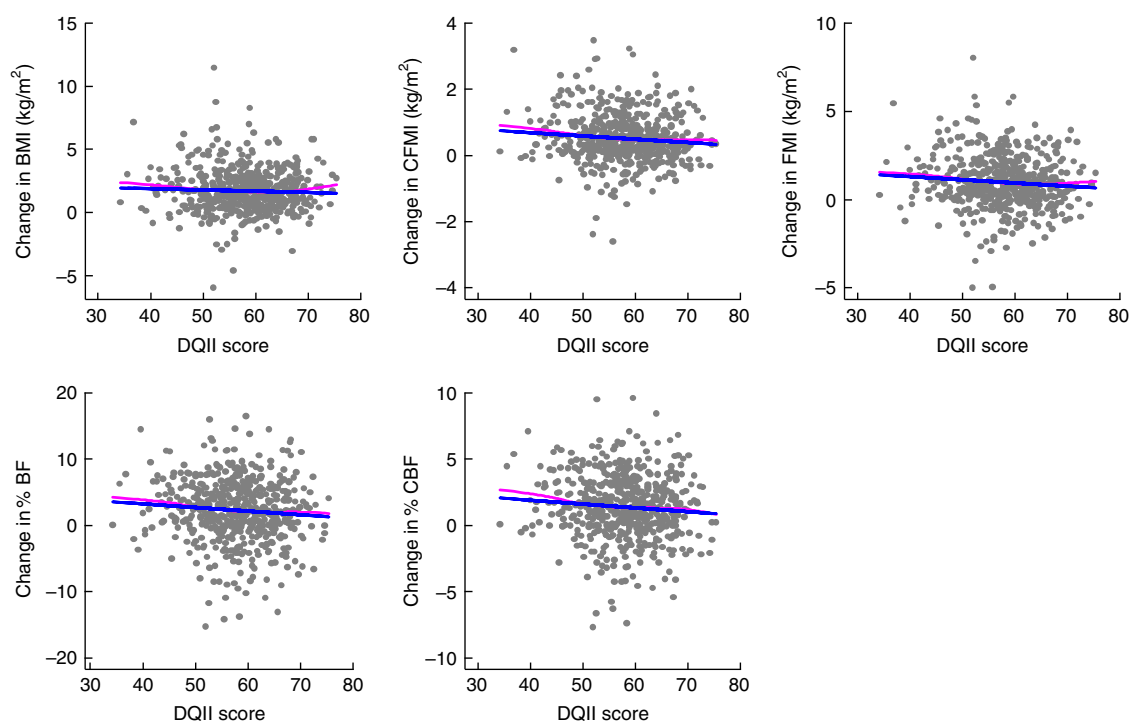 15
10
5
0
–5
30 40 50 60 70 80
DQII score
Change in BMI (kg/m²)
4
2
0
–2
–4
30 40 50 60 70 80
DQII score
Change in CFMI (kg/m²)
10
5
0
–5
30 40 50 60 70 80
DQII score
Change in FMI (kg/m²)
20
10
0
–10
–20
30 40 50 60 70 80
DQII score
Change in % BF
10
5
0
–5
–10
30 40 50 60 70 80
DQII score
Change in % CBF